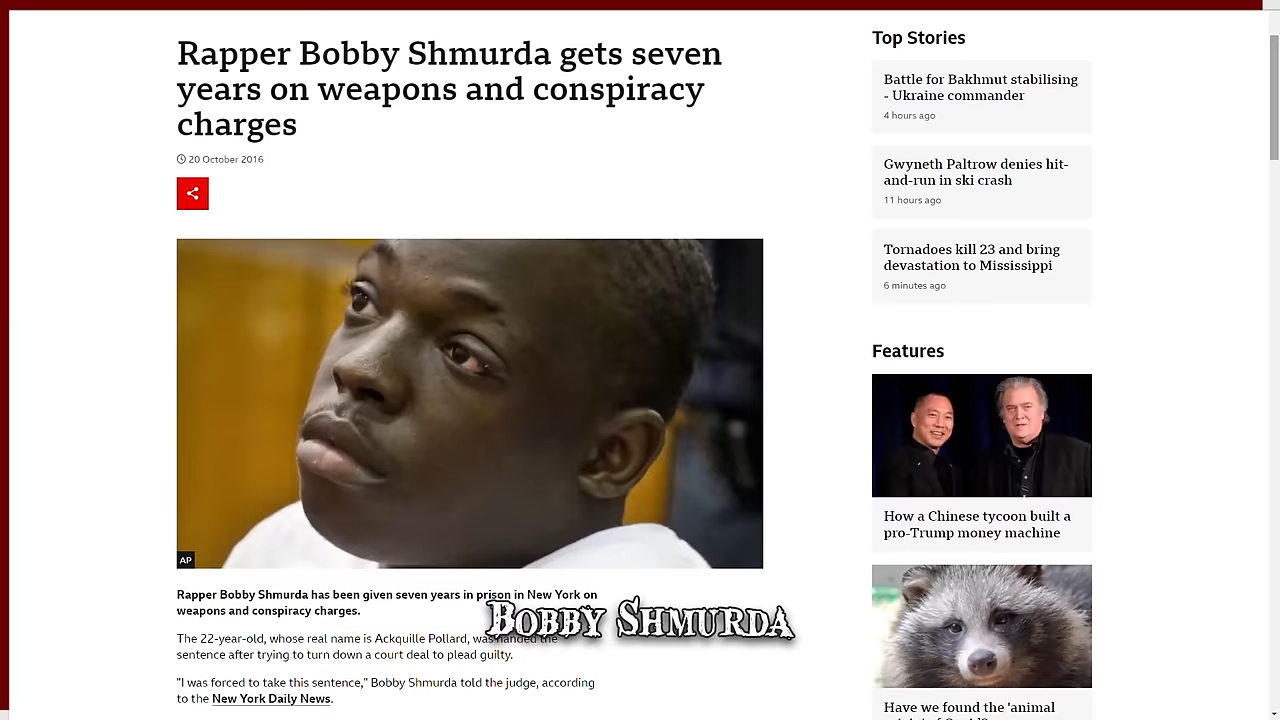 Rapper Bobby Shmurda gets seven
years on weapons and conspiracy
charges
20 October 2016
AP
Rapper Bobby Shmurda has been given seven years in prison in New York on
weapons and conspiracy charges.
The 22-year-old, whose real name is Ackquille Pollard, was handed the
sentence after trying to turn down a court deal to plead guilty.
"I was forced to take this sentence," Bobby Shmurda told the judge, according
to the New York Daily News.
Bobby Shmurda
Top Stories
Battle for Bakhmut stabilising
- Ukraine commander
4 hours ago
Gwyneth Paltrow denies hit-
and-run in ski crash
11 hours ago
Tornadoes kill 23 and bring
devastation to Mississippi
6 minutes ago
Features
How a Chinese tycoon built a
pro-Trump money machine
Have we found the 'animal